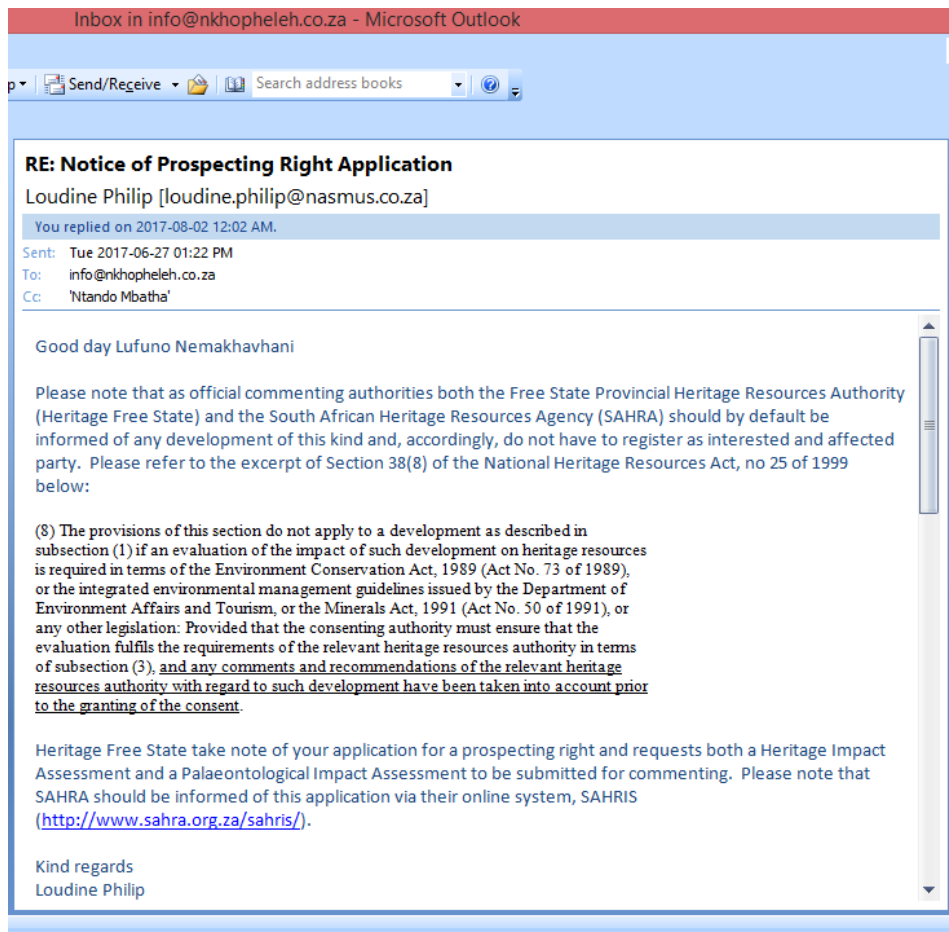 Inbox in info@nkhopheleh.co.za - Microsoft Outlook
p Send/Receive Search address books
RE: Notice of Prospecting Right Application
Loudine Philip [loudine.philip@nasmus.co.za]
You replied on 2017-08-02 12:02 AM.
Sent: Tue 2017-06-27 01:22 PM
To: info@nkhopheleh.co.za
Cc: 'Ntando Mbatha'
Good day Lufuno Nemakhavhani
Please note that as official commenting authorities both the Free State Provincial Heritage Resources Authority
(Heritage Free State) and the South African Heritage Resources Agency (SAHRA) should by default be
informed of any development of this kind and, accordingly, do not have to register as interested and affected
party. Please refer to the excerpt of Section 38(8) of the National Heritage Resources Act, no 25 of 1999
below:
(8) The provisions of this section do not apply to a development as described in
subsection (1) if an evaluation of the impact of such development on heritage resources
is required in terms of the Environment Conservation Act, 1989 (Act No. 73 of 1989),
or the integrated environmental management guidelines issued by the Department of
Environment Affairs and Tourism, or the Minerals Act, 1991 (Act No. 50 of 1991), or
any other legislation: Provided that the consenting authority must ensure that the
evaluation fulfils the requirements of the relevant heritage resources authority in terms
of subsection (3), and any comments and recommendations of the relevant heritage
resources authority with regard to such development have been taken into account prior
to the granting of the consent.
Heritage Free State take note of your application for a prospecting right and requests both a Heritage Impact
Assessment and a Palaeontological Impact Assessment to be submitted for commenting. Please note that
SAHRA should be informed of this application via their online system, SAHRIS
(http://www.sahra.org.za/sahris/).
Kind regards
Loudine Philip